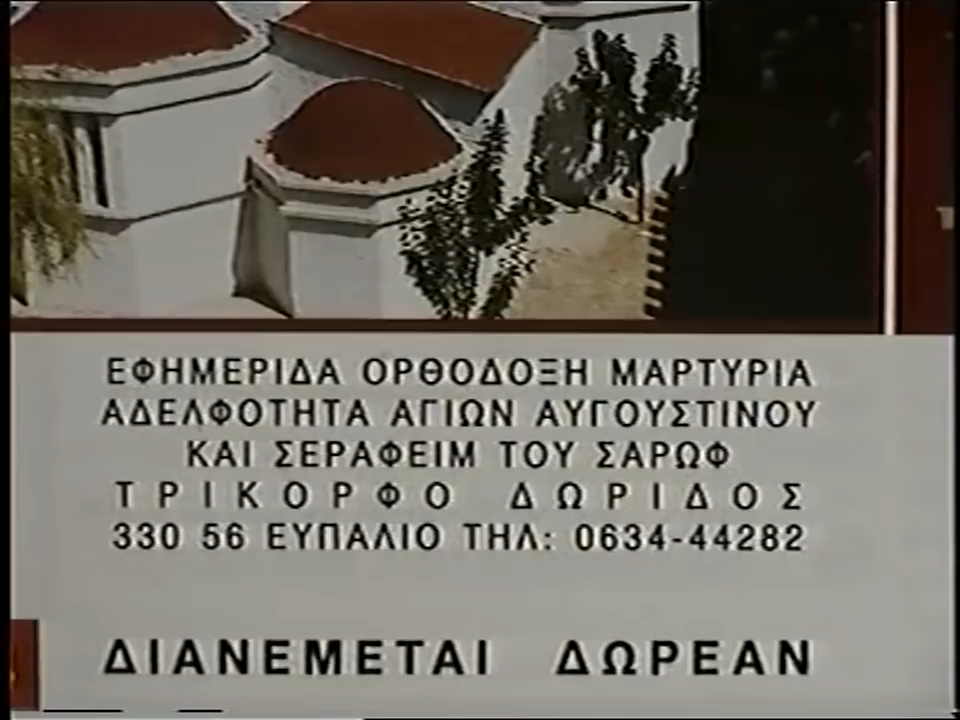 ΕΦΗΜΕΡΙΔΑ ΟΡΘΟΔΟΞΗ ΜΑΡΤΥΡΙΑ
ΑΔΕΛΦΟΤΗΤΑ ΑΓΙΩΝ ΑΥΓΟΥΣΤΙΝΟΥ
ΚΑΙ ΣΕΡΑΦΕΙΜ ΤΟΥ ΣΑΡΩΦ
ΤΡΙΚΟΡΦΟ ΔΩΡΙΔΟΣ
330 56 ΕΥΠΑΛΙΟ ΤΗΛ: 0634-44282
ΔΙΑΝΕΜΕΤΑΙ ΔΩΡΕΑΝ